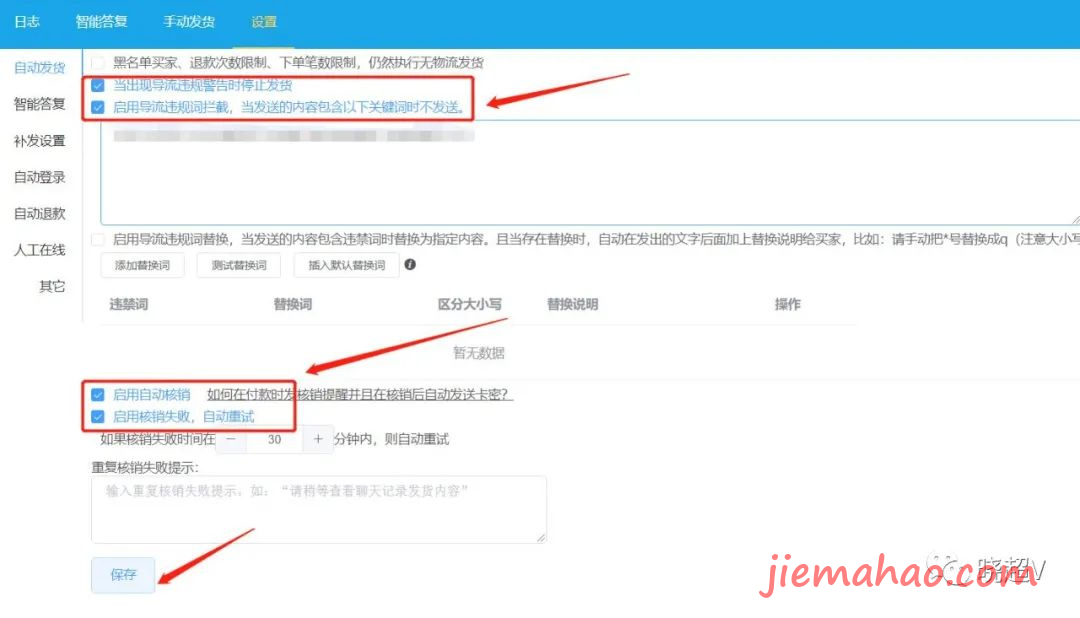 日志 智能答复 手动发货 设置
自动发货
智能答复
补发设置
自动登录
自动退款
人工在线
其它
黑名单买家、退款次数限制、下单笔数限制，仍然执行无物流发货
当出现导流违规警告时停止发货
启用导流违规词拦截，当发送的内容包含以下关键词时不发送。
启用导流违规词替换，当发送的内容包含违禁词时替换为指定内容。且当存在替换时，自动在发出的文字后面加上替换说明给买家，比如：请手动把*号替换成q（注意大小写
添加替换词 测试替换词 插入默认替换词
违禁词 替换词 区分大小写 替换说明 操作
暂无数据
启用自动核销 如何在付款时发核销提醒并且在核销后自动发送卡密?
启用核销失败，自动重试
如果核销失败时间在 − 30 + 分钟内，则自动重试
重复核销失败提示:
输入重复核销失败提示。如：“请稍等查看聊天记录发货内容”
保存
晓超V
jiemahao.com